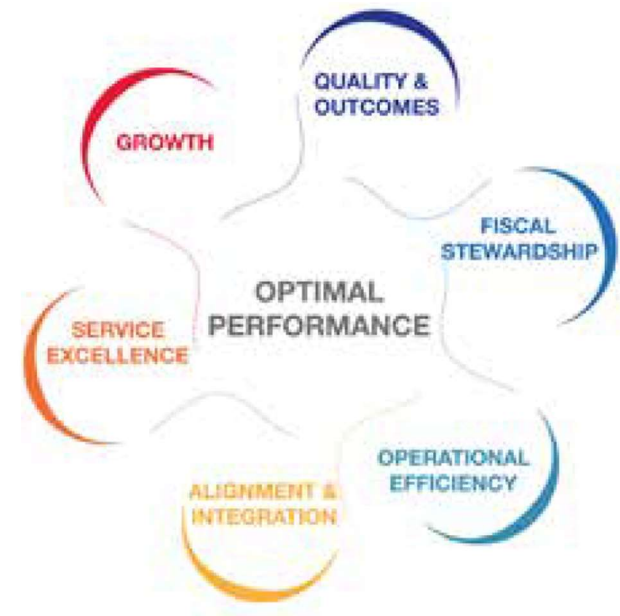 QUALITY &
OUTCOMES
GROWTH
FISCAL
STEWARDSHIP
OPTIMAL
PERFORMANCE
SERVICE
EXCELLENCE
OPERATIONAL
EFFICIENCY
ALIGNMENT &
INTEGRATION